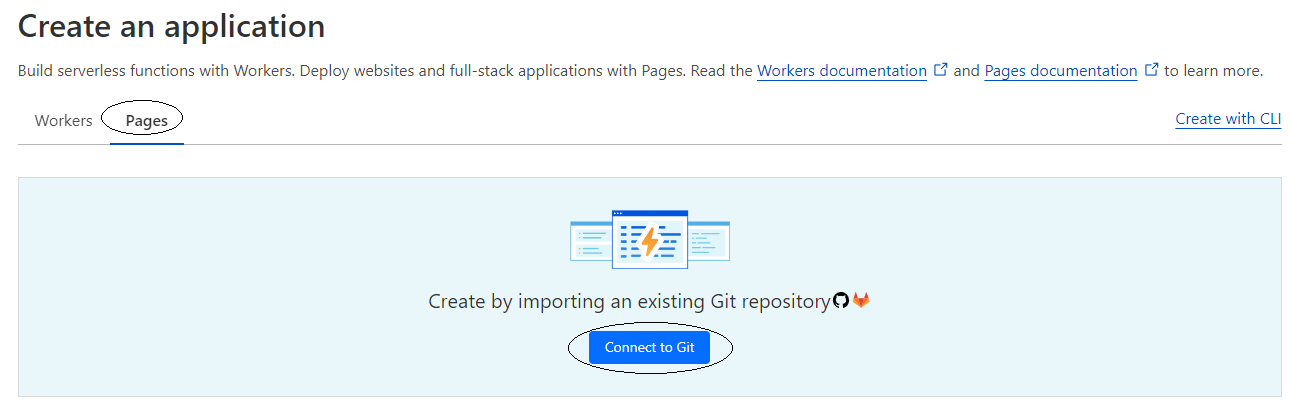 Create an application
Build serverless functions with Workers. Deploy websites and full-stack applications with Pages. Read the Workers documentation and Pages documentation to learn more.
Workers Pages Create with CLI
Create by importing an existing Git repository
Connect to Git